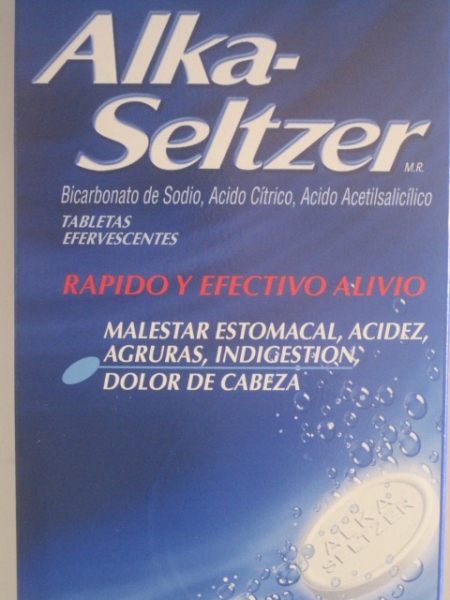 Alka-
Seltzer
M.R.
Bicarbonato de Sodio, Acido Cítrico, Acido Acetilsalicílico
TABLETAS
EFERVESCENTES
RAPIDO Y EFECTIVO ALIVIO
MALESTAR ESTOMACAL, ACIDEZ,
AGRURAS, INDIGESTION,
DOLOR DE CABEZA
ALKA
SELTZER